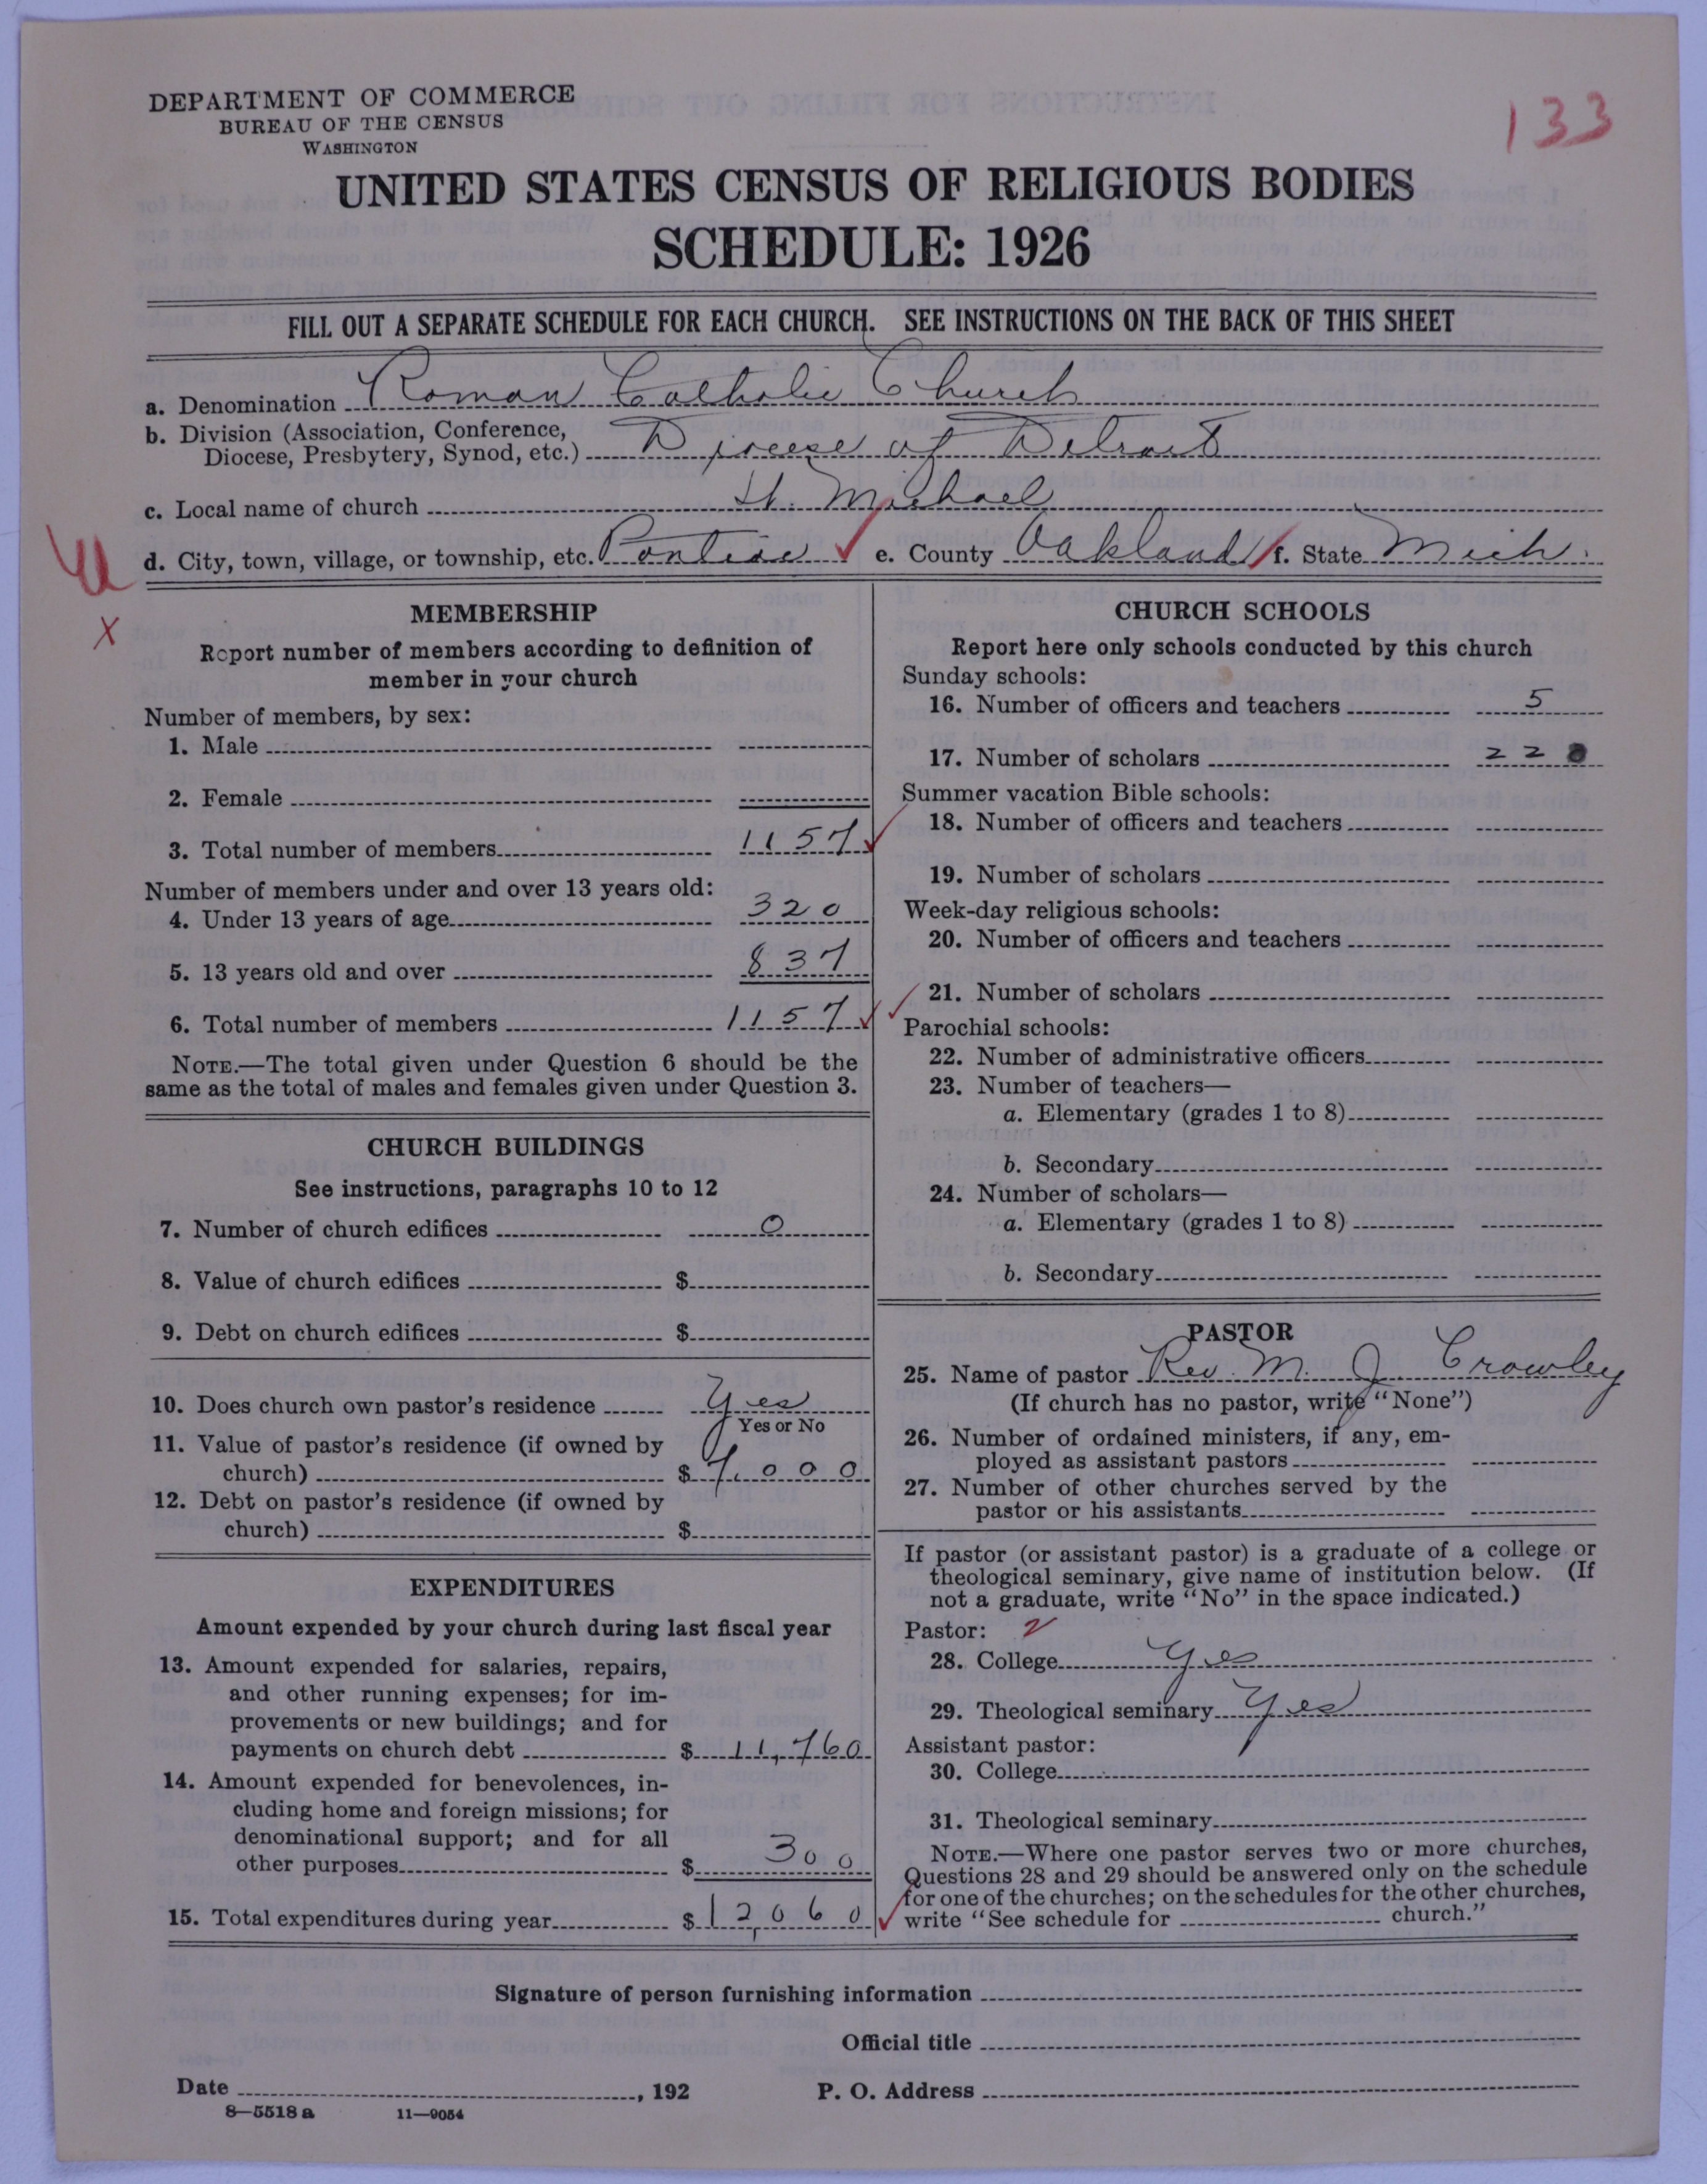 DEPARTMENT OF COMMERCE
BUREAU OF THE CENSUS
WASHINGTON
133
UNITED STATES CENSUS OF RELIGIOUS BODIES
SCHEDULE: 1926
FILL OUT A SEPARATE SCHEDULE FOR EACH CHURCH. SEE INSTRUCTIONS ON THE BACK OF THIS SHEET
a. Denomination Roman Catholic Church
b. Division (Association, Conference,
Diocese, Presbytery, Synod, etc.) Diocese of Detroit
c. Local name of church St. Michael
d. City, town, village, or township, etc. Pontiac e. County Oakland f. State Mich.
X
MEMBERSHIP
Report number of members according to definition of
member in your church
Number of members, by sex:
1. Male
2. Female
3. Total number of members 1157
Number of members under and over 13 years old:
4. Under 13 years of age 320
5. 13 years old and over 837
6. Total number of members 1157
NOTE.—The total given under Question 6 should be the
same as the total of males and females given under Question 3.
CHURCH BUILDINGS
See instructions, paragraphs 10 to 12
7. Number of church edifices 0
8. Value of church edifices $
9. Debt on church edifices $
10. Does church own pastor's residence Yes
Yes or No
11. Value of pastor's residence (if owned by
church) $ 7,000
12. Debt on pastor's residence (if owned by
church) $
EXPENDITURES
Amount expended by your church during last fiscal year
13. Amount expended for salaries, repairs,
and other running expenses; for im-
provements or new buildings; and for
payments on church debt $ 11,760
14. Amount expended for benevolences, in-
cluding home and foreign missions; for
denominational support; and for all
other purposes $ 300
15. Total expenditures during year $ 12,060
CHURCH SCHOOLS
Report here only schools conducted by this church
Sunday schools:
16. Number of officers and teachers 5
17. Number of scholars 220
Summer vacation Bible schools:
18. Number of officers and teachers
19. Number of scholars
Week-day religious schools:
20. Number of officers and teachers
21. Number of scholars
Parochial schools:
22. Number of administrative officers
23. Number of teachers—
a. Elementary (grades 1 to 8)
b. Secondary
24. Number of scholars—
a. Elementary (grades 1 to 8)
b. Secondary
PASTOR
25. Name of pastor Rev. M. J. Crowley
(If church has no pastor, write "None")
26. Number of ordained ministers, if any, em-
ployed as assistant pastors
27. Number of other churches served by the
pastor or his assistants
If pastor (or assistant pastor) is a graduate of a college or
theological seminary, give name of institution below. (If
not a graduate, write "No" in the space indicated.)
Pastor: 2
28. College Yes
29. Theological seminary Yes
Assistant pastor:
30. College
31. Theological seminary
NOTE.—Where one pastor serves two or more churches,
Questions 28 and 29 should be answered only on the schedule
for one of the churches; on the schedules for the other churches,
write "See schedule for church."
Signature of person furnishing information
Official title
Date , 192 P. O. Address
8—5518 a 11—9054